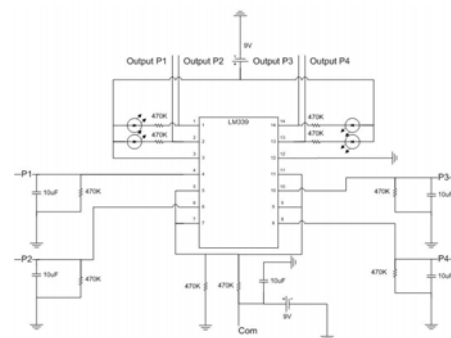 9V
Output P1 Output P2 Output P3 Output P4
LM339
470K 1 14 470K
470K 2 13 470K
3 12
P1 4 11
5 10 P3
10uF 470K 6 9 470K 10uF
7 8
P2 P4
10uF 470K 470K 470K 10uF 470K 10uF
9V
Com